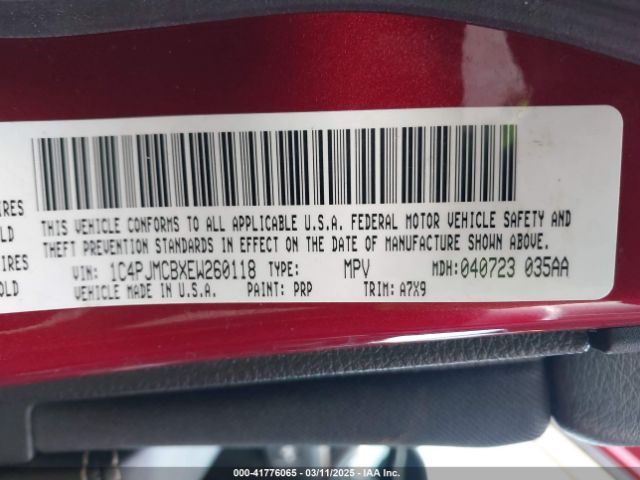 IRES
OLD
IRES
OLD
THIS VEHICLE CONFORMS TO ALL APPLICABLE U.S.A. FEDERAL MOTOR VEHICLE SAFETY AND
THEFT PREVENTION STANDARDS IN EFFECT ON THE DATE OF MANUFACTURE SHOWN ABOVE.
VIN: 1C4PJMCBXEW260118 TYPE: MPV MDH:040723 035AA
VEHICLE MADE IN U.S.A. PAINT: PRP TRIM: A7X9
000-41776065 - 03/11/2025 - IAA Inc.